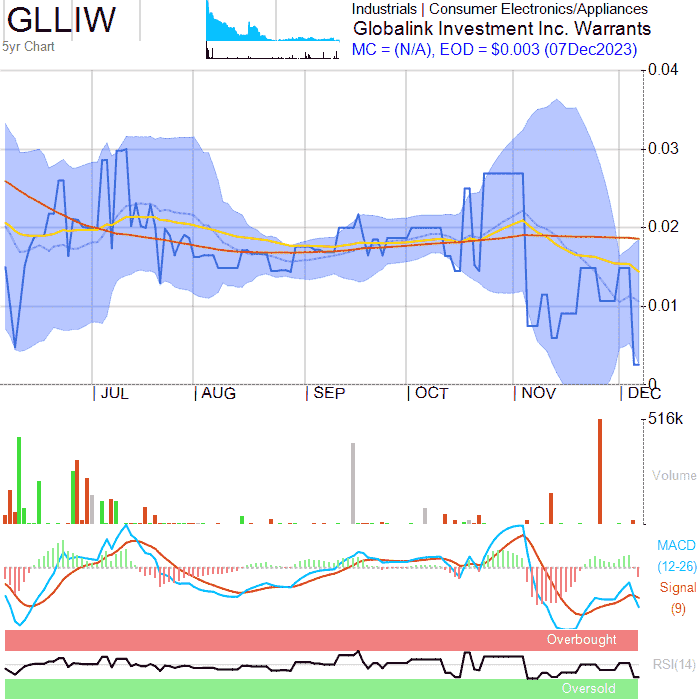 GLLIW
5yr Chart
Industrials | Consumer Electronics/Appliances
Globalink Investment Inc. Warrants
MC = (N/A), EOD = $0.003 (07Dec2023)
0.04
0.03
0.02
0.01
0
JUL AUG SEP OCT NOV DEC
516k
Volume
MACD
(12-26)
Signal
(9)
Overbought
RSI(14)
Oversold